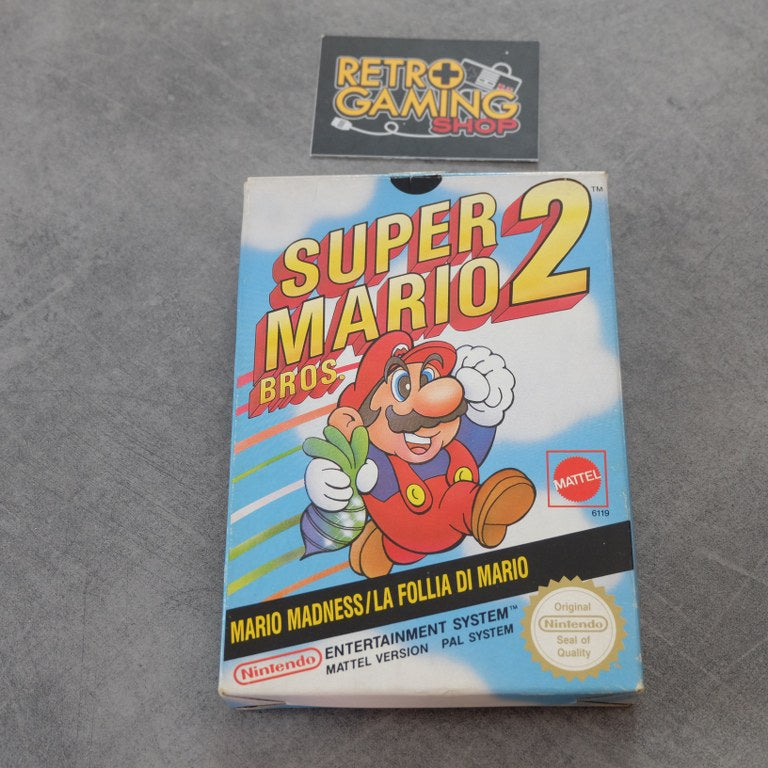 RETRO
GAMING
SHOP
SUPER
MARIO
BROS. 2
TM
MATTEL
6119
MARIO MADNESS/LA FOLLIA DI MARIO
Nintendo ENTERTAINMENT SYSTEM™
MATTEL VERSION PAL SYSTEM
Original
Nintendo
Seal of
Quality